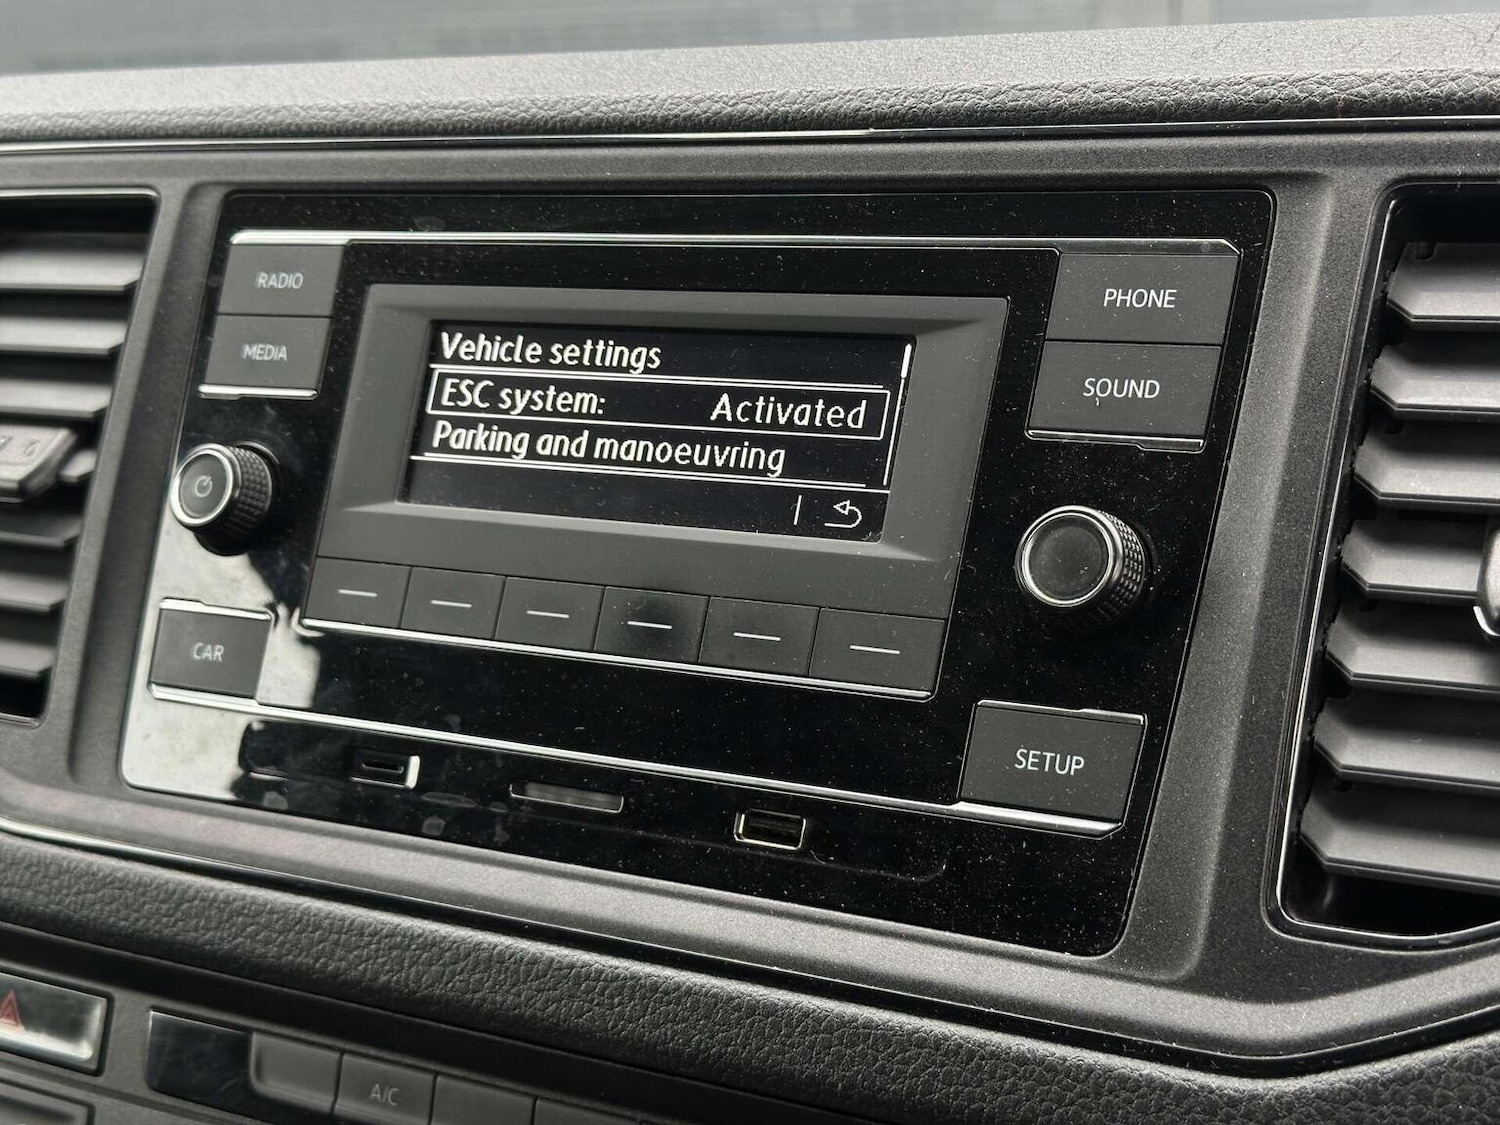 RADIO
MEDIA
Vehicle settings
ESC system: Activated
Parking and manoeuvring
PHONE
SOUND
CAR
SETUP
A/C